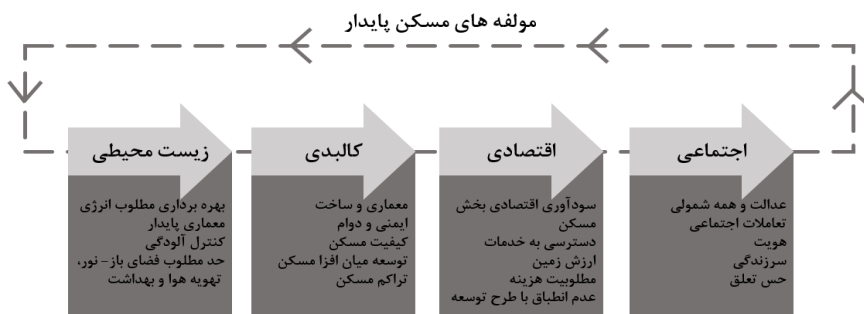 مولفه های مسکن پایدار
اجتماعی
عدالت و همه شمولی
تعاملات اجتماعی
هویت
سرزندگی
حس تعلق
اقتصادی
سودآوری اقتصادی بخش
مسکن
دسترسی به خدمات
ارزش زمین
مطلوبیت هزینه
عدم انطباق با طرح توسعه
کالبدی
معماری و ساخت
ایمنی و دوام
کیفیت مسکن
توسعه میان افزا مسکن
تراکم مسکن
زیست محیطی
بهره برداری مطلوب انرژی
معماری پایدار
کنترل آلودگی
حد مطلوب فضای باز- نور،
تهویه هوا و بهداشت